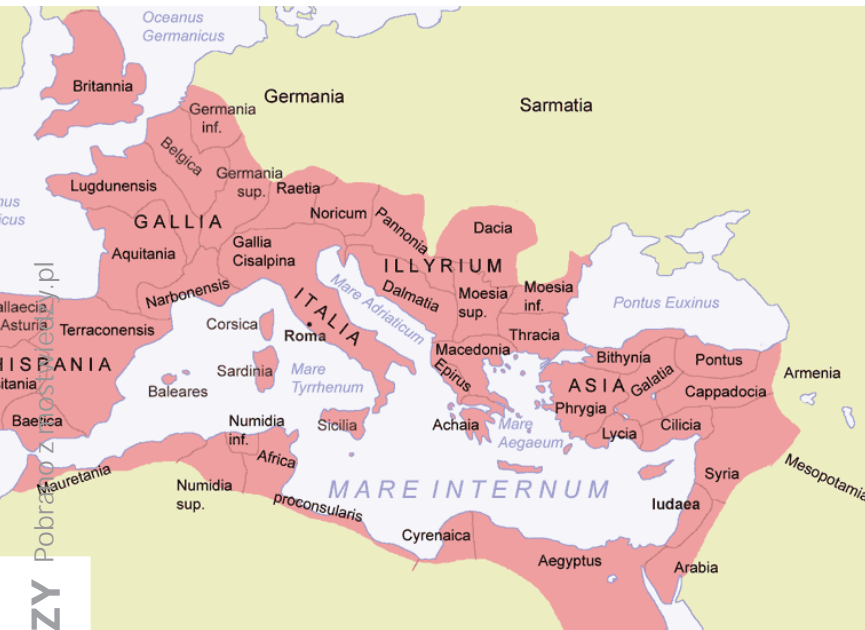 Oceanus
Germanicus
Britannia
Germania
Sarmatia
Germania
inf.
Belgica
Germania
sup.
Lugdunensis
Raetia
Noricum
Pannonia
Dacia
GALLIA
Aquitania
Gallia
Cisalpina
ILLYRIUM
Dalmatia
Moesia
sup.
Moesia
inf.
Mare Adriaticum
Pontus Euxinus
Narbonensis
ITALIA
Asturia
Terraconensis
Corsica
Roma
Thracia
Macedonia
Epirus
Bithynia
Pontus
HISPANIA
Sardinia
Mare
Tyrrhenum
ASIA
Galatia
Armenia
Cappadocia
Baleares
Phrygia
Baetica
Numidia
inf.
Sicilia
Achaia
Mare
Aegaeum
Lycia
Cilicia
Africa
Mauretania
Numidia
sup.
proconsularis
MARE INTERNUM
Syria
Mesopotamia
Iudaea
Cyrenaica
Aegyptus
Arabia
ZY